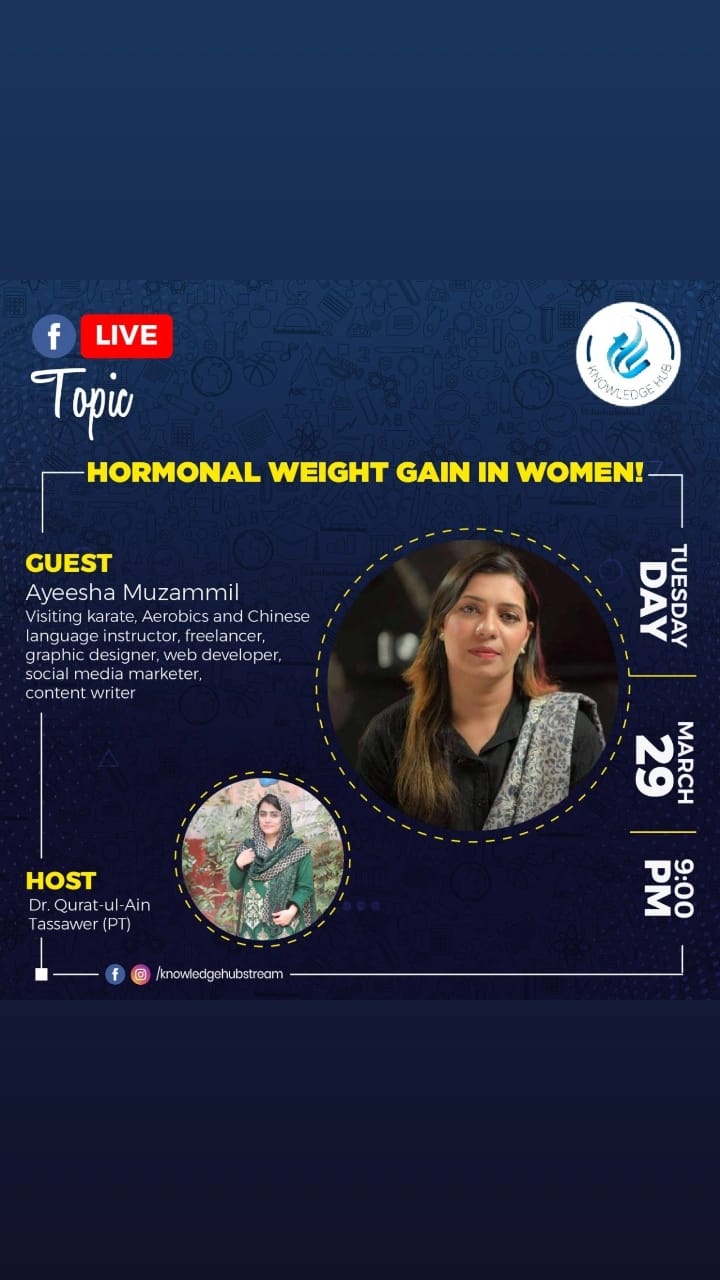 f LIVE
Topic
KNOWLEDGE HUB
HORMONAL WEIGHT GAIN IN WOMEN!
GUEST
Ayeesha Muzammil
Visiting karate, Aerobics and Chinese
language instructor, freelancer,
graphic designer, web developer,
social media marketer,
content writer
TUESDAY
DAY
MARCH
29
9:00
PM
HOST
Dr. Qurat-ul-Ain
Tassawer (PT)
f /knowledgehubstream